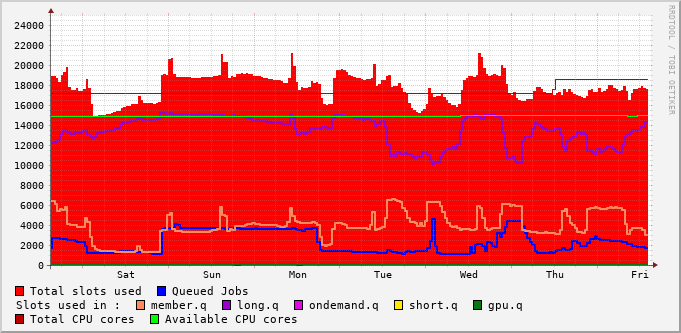 RRDTOOL / TOBI OETIKER
24000
22000
20000
18000
16000
14000
12000
10000
8000
6000
4000
2000
0
Sat Sun Mon Tue Wed Thu Fri
Total slots used Queued Jobs
Slots used in : member.q long.q ondemand.q short.q gpu.q
Total CPU cores Available CPU cores